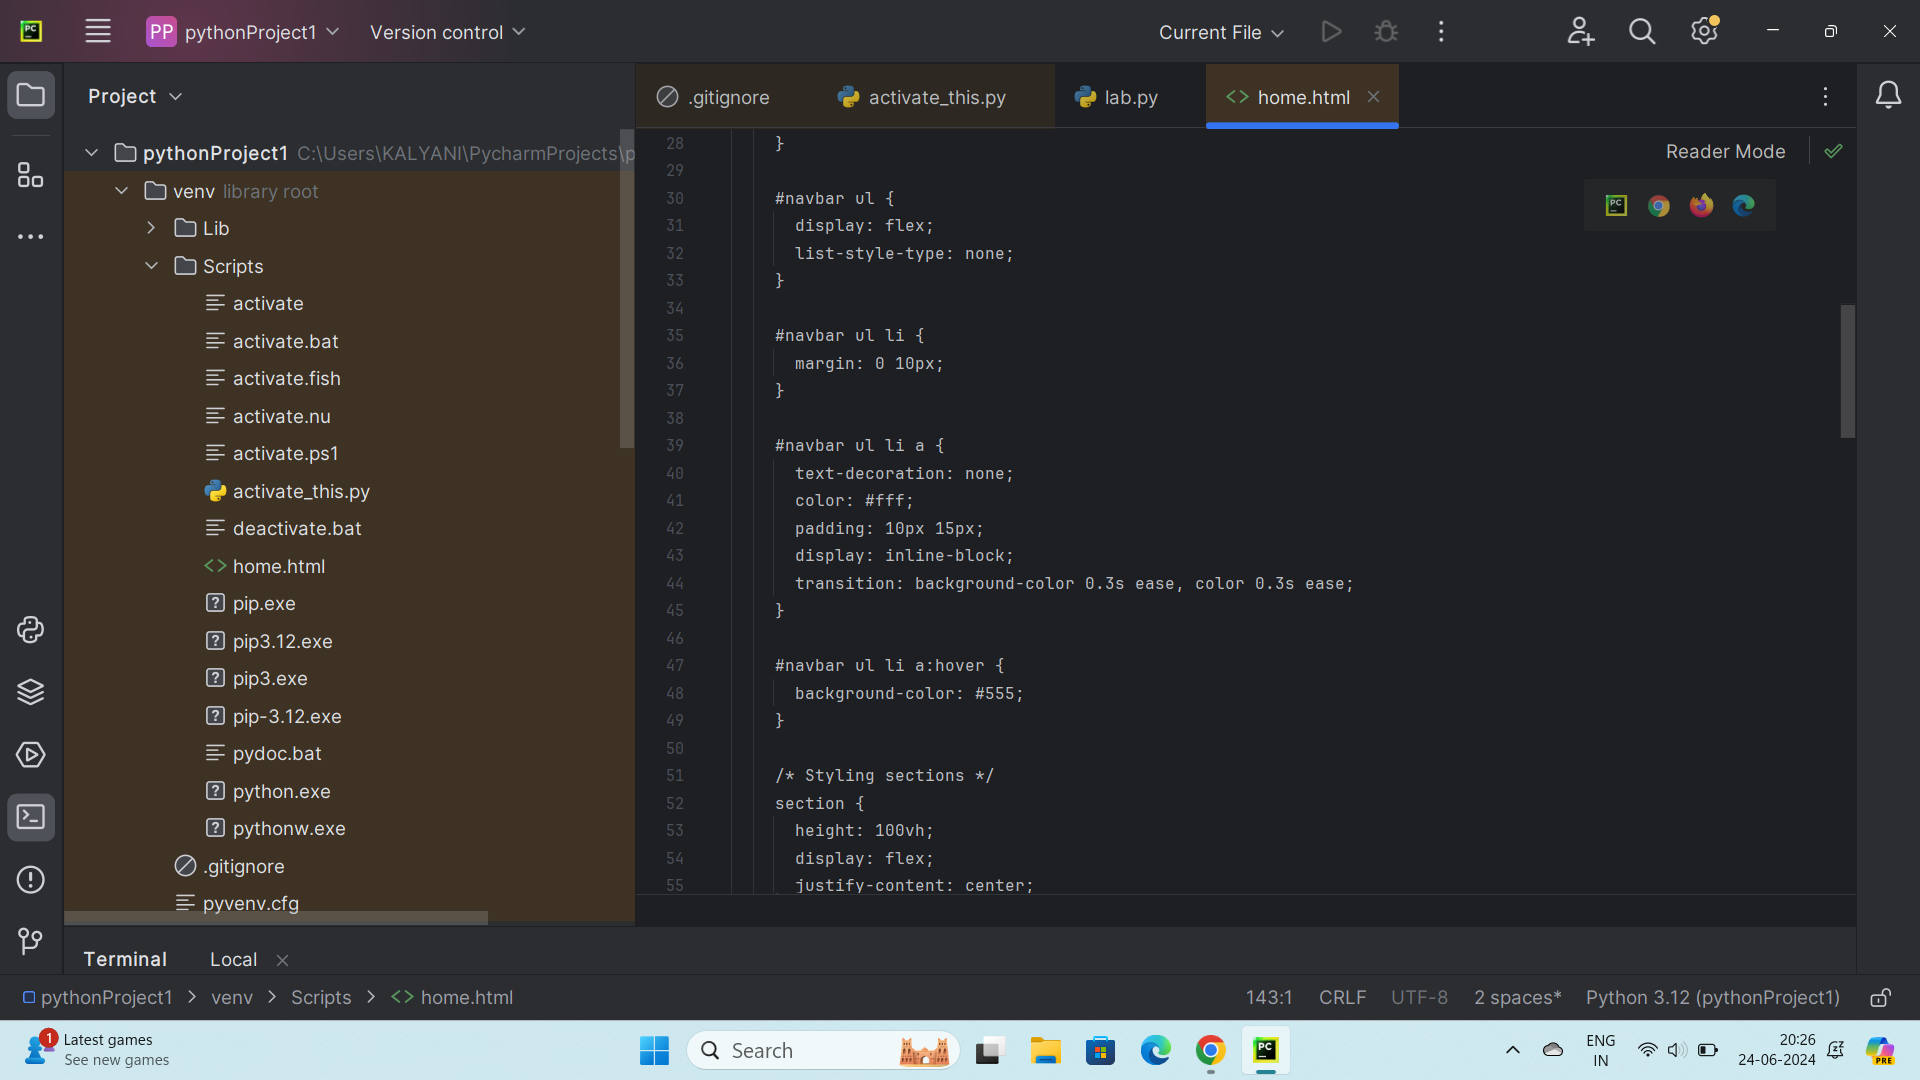 PP pythonProject1 Version control Current File
Project
.gitignore activate_this.py lab.py home.html
pythonProject1 C:\Users\KALYANI\PycharmProjects\p
venv library root
Lib
Scripts
activate
activate.bat
activate.fish
activate.nu
activate.ps1
activate_this.py
deactivate.bat
home.html
pip.exe
pip3.12.exe
pip3.exe
pip-3.12.exe
pydoc.bat
python.exe
pythonw.exe
.gitignore
pyvenv.cfg
Reader Mode
28 }
29
30 #navbar ul {
31 display: flex;
32 list-style-type: none;
33 }
34
35 #navbar ul li {
36 margin: 0 10px;
37 }
38
39 #navbar ul li a {
40 text-decoration: none;
41 color: #fff;
42 padding: 10px 15px;
43 display: inline-block;
44 transition: background-color 0.3s ease, color 0.3s ease;
45 }
46
47 #navbar ul li a:hover {
48 background-color: #555;
49 }
50
51 /* Styling sections */
52 section {
53 height: 100vh;
54 display: flex;
55 justify-content: center;
Terminal Local
pythonProject1 > venv > Scripts > <> home.html 143:1 CRLF UTF-8 2 spaces* Python 3.12 (pythonProject1)
1 Latest games
See new games
Search
ENG
IN
20:26
24-06-2024
PRE